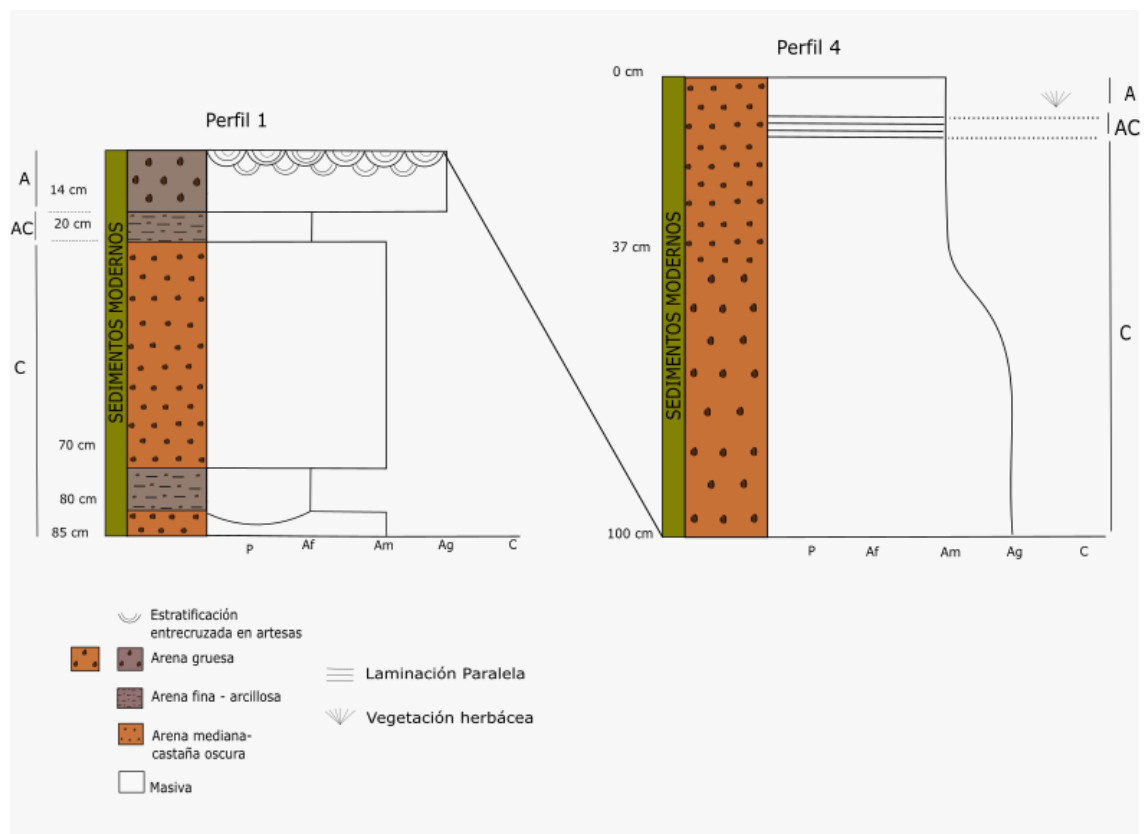 Perfil 1
A
14 cm
AC
20 cm
C
70 cm
80 cm
85 cm
SEDIMENTOS MODERNOS
P
Af
Am
Ag
C
Perfil 4
0 cm
37 cm
100 cm
SEDIMENTOS MODERNOS
A
AC
C
P
Af
Am
Ag
C
Estratificación
entrecruzada en artesas
Arena gruesa
Arena fina - arcillosa
Arena mediana-
castaña oscura
Masiva
Laminación Paralela
Vegetación herbácea